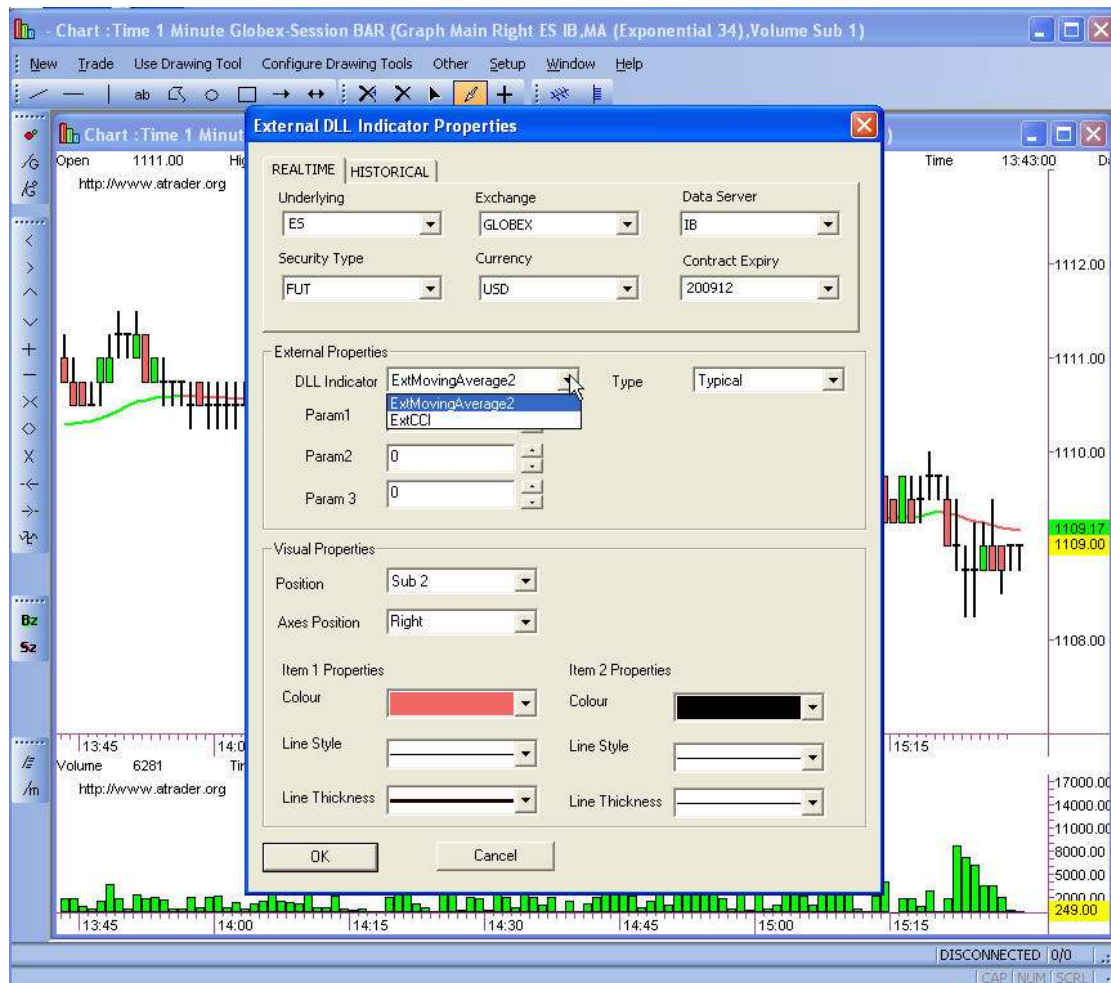 - Chart :Time 1 Minute Globex-Session BAR (Graph Main Right ES IB,MA (Exponential 34),Volume Sub 1)
New Trade Use Drawing Tool Configure Drawing Tools Other Setup Window Help
ab
Chart :Time 1 Minut
Open 1111.00 Hig
Time 13:43:00 D
http://www.atrader.org
External DLL Indicator Properties
REALTIME HISTORICAL
Underlying Exchange Data Server
ES GLOBEX IB
Security Type Currency Contract Expiry
FUT USD 200912
External Properties
DLL Indicator ExtMovingAverage2 Type Typical
ExtMovingAverage2
ExtCCI
Param1
Param2 0
Param 3 0
Visual Properties
Position Sub 2
Axes Position Right
Item 1 Properties Item 2 Properties
Colour Colour
Line Style Line Style
Line Thickness Line Thickness
OK Cancel
1112.00
1111.00
1110.00
1109.17
1109.00
1108.00
Bz
Sz
13:45 14:0 15:15
Volume 6281 Tir
http://www.atrader.org
/m
17000.00
14000.00
11000.00
8000.00
5000.00
2000.00
249.00
13:45 14:00 14:15 14:30 14:45 15:00 15:15
DISCONNECTED 0/0
CAP NUM SCRL